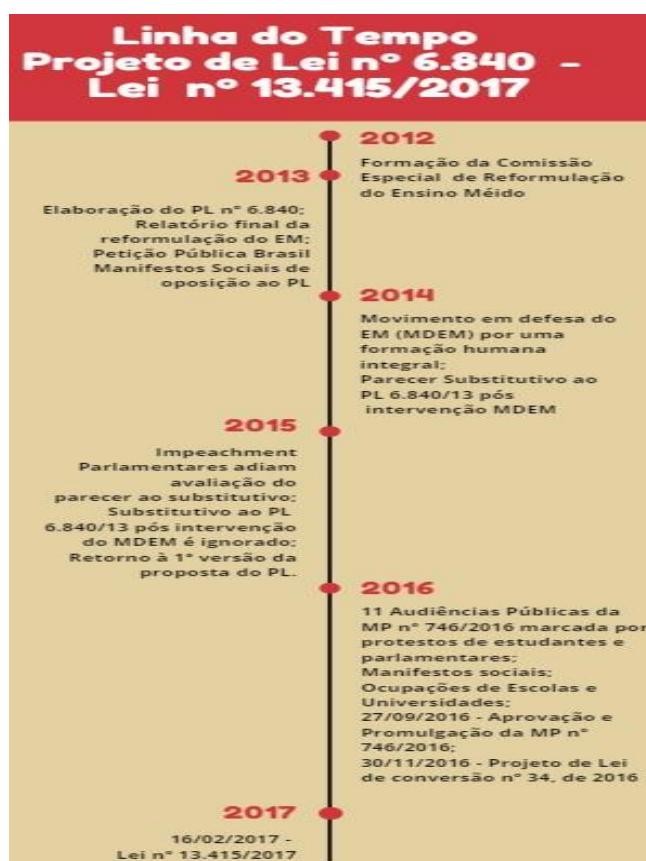 Linha do Tempo
Projeto de Lei nº 6.840 -
Lei nº 13.415/2017
2012
Formação da Comissão
Especial de Reformulação
do Ensino Méido
2013
Elaboração do PL nº 6.840;
Relatório final da
reformulação do EM;
Petição Pública Brasil
Manifestos Sociais de
oposição ao PL
2014
Movimento em defesa do
EM (MDEM) por uma
formação humana
integral;
Parecer Substitutivo ao
PL 6.840/13 pós
intervenção MDEM
2015
Impeachment
Parlamentares adiam
avaliação do
parecer ao substitutivo;
Substitutivo ao PL
6.840/13 pós intervenção
do MDEM é ignorado;
Retorno à 1ª versão da
proposta do PL.
2016
11 Audiências Públicas da
MP nº 746/2016 marcada por
protestos de estudantes e
parlamentares;
Manifestos sociais;
Ocupações de Escolas e
Universidades;
27/09/2016 - Aprovação e
Promulgação da MP nº
746/2016;
30/11/2016 - Projeto de Lei
de conversão nº 34, de 2016
2017
16/02/2017 -
Lei nº 13.415/2017